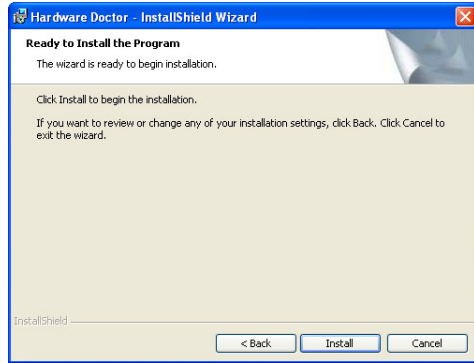 Hardware Doctor - InstallShield Wizard
Ready to Install the Program
The wizard is ready to begin installation.
Click Install to begin the installation.
If you want to review or change any of your installation settings, click Back. Click Cancel to
exit the wizard.
InstallShield
< Back Install Cancel